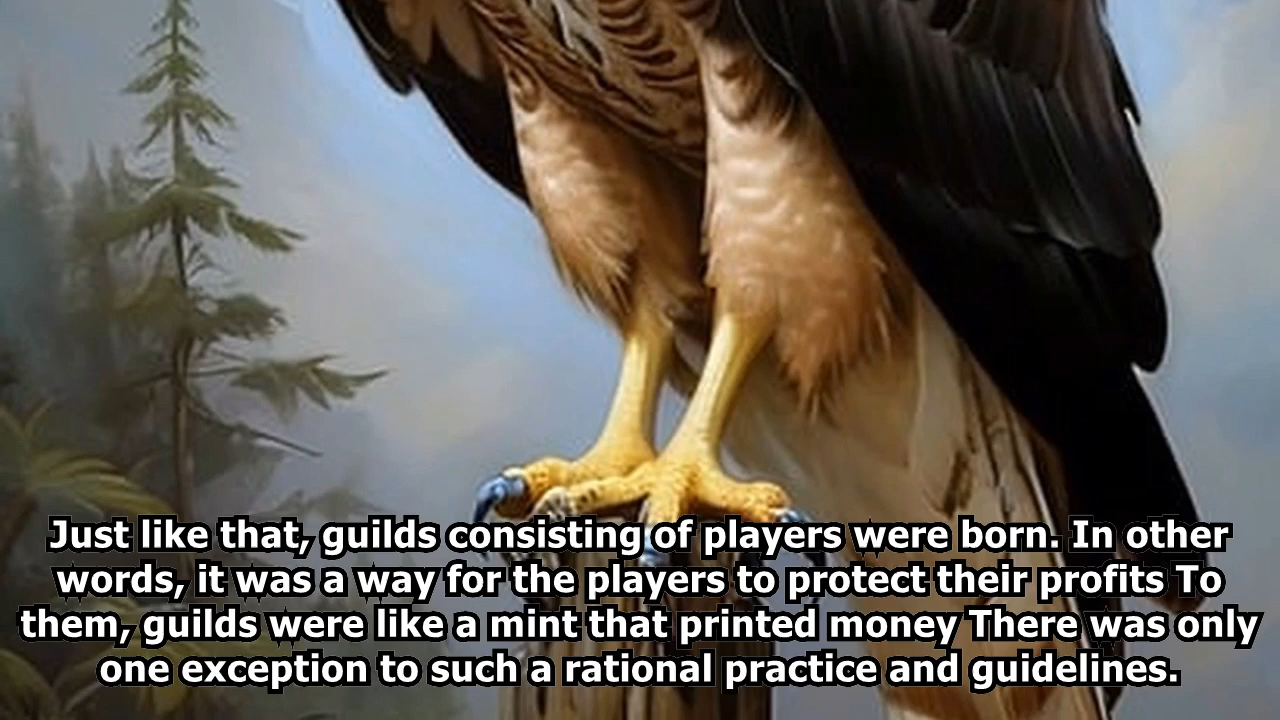 Just like that, guilds consisting of players were born. In other
words, it was a way for the players to protect their profits To
them, guilds were like a mint that printed money There was only
one exception to such a rational practice and guidelines.